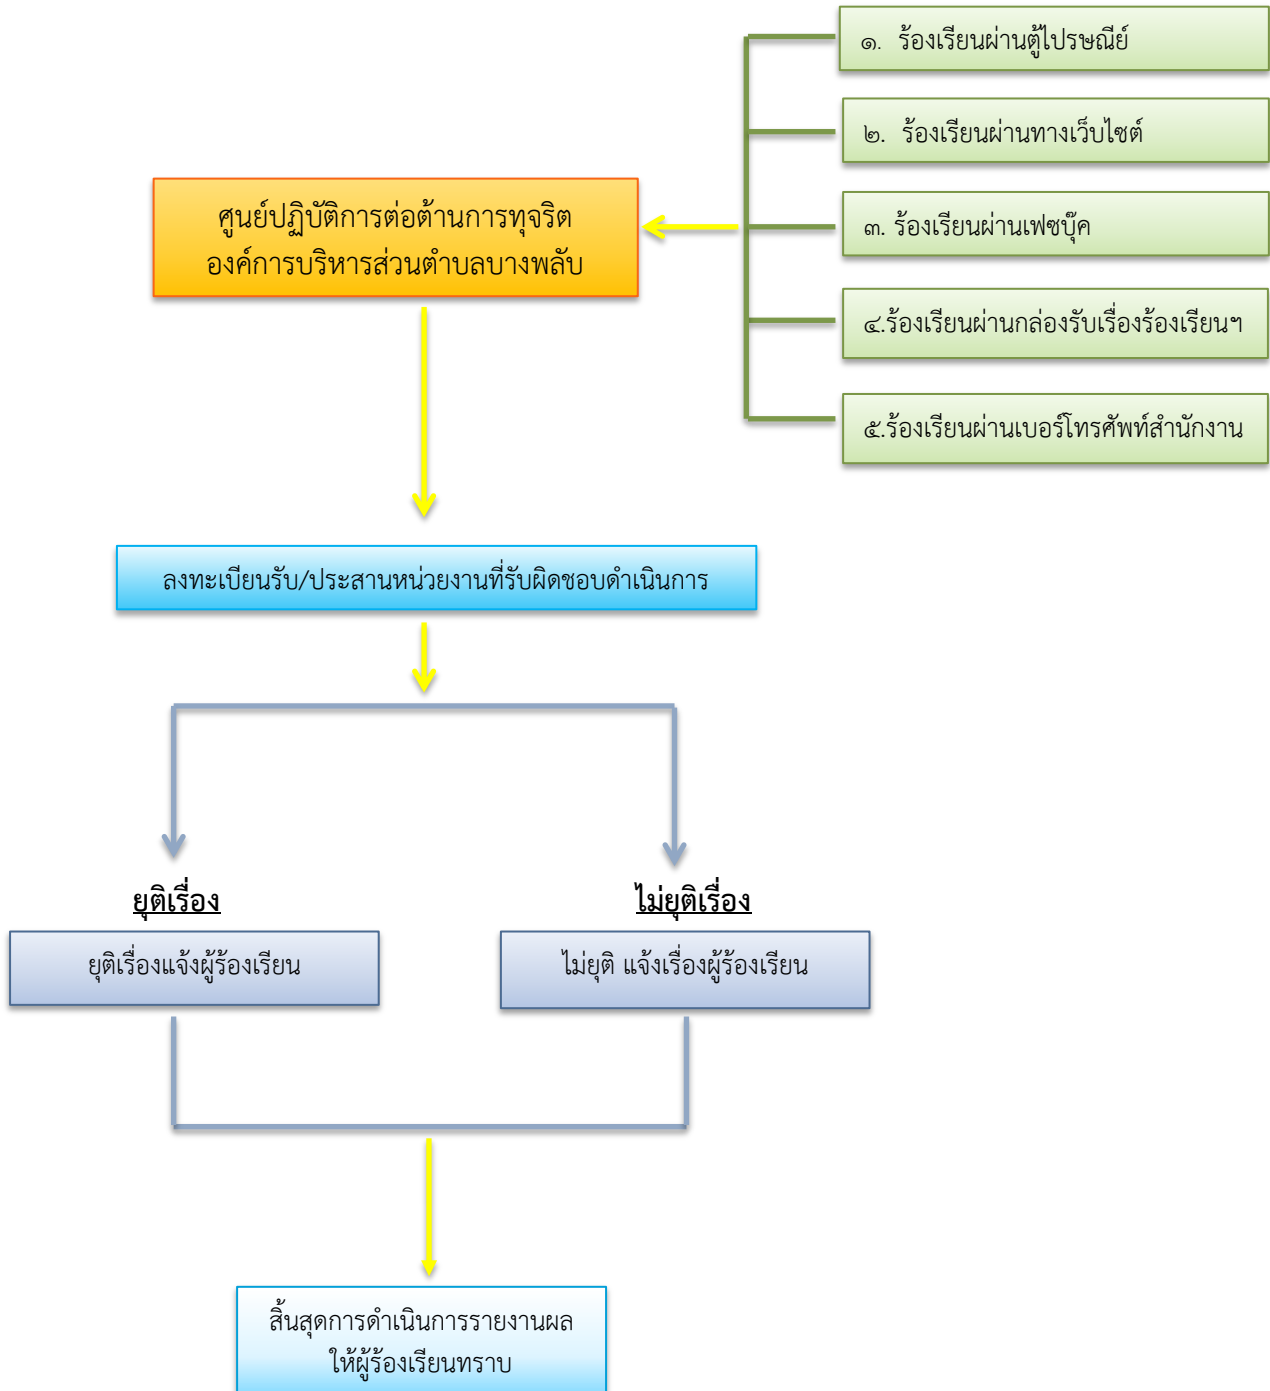 ๑. ร้องเรียนผ่านตู้ไปรษณีย์
๒. ร้องเรียนผ่านทางเว็บไซต์
๓. ร้องเรียนผ่านเฟซบุ๊ค
๔.ร้องเรียนผ่านกล่องรับเรื่องร้องเรียนฯ
๕.ร้องเรียนผ่านเบอร์โทรศัพท์สำนักงาน
ศูนย์ปฏิบัติการต่อต้านการทุจริต
องค์การบริหารส่วนตำบลบางพลับ
ลงทะเบียนรับ/ประสานหน่วยงานที่รับผิดชอบดำเนินการ
ยุติเรื่อง
ยุติเรื่องแจ้งผู้ร้องเรียน
ไม่ยุติเรื่อง
ไม่ยุติ แจ้งเรื่องผู้ร้องเรียน
สิ้นสุดการดำเนินการรายงานผล
ให้ผู้ร้องเรียนทราบ